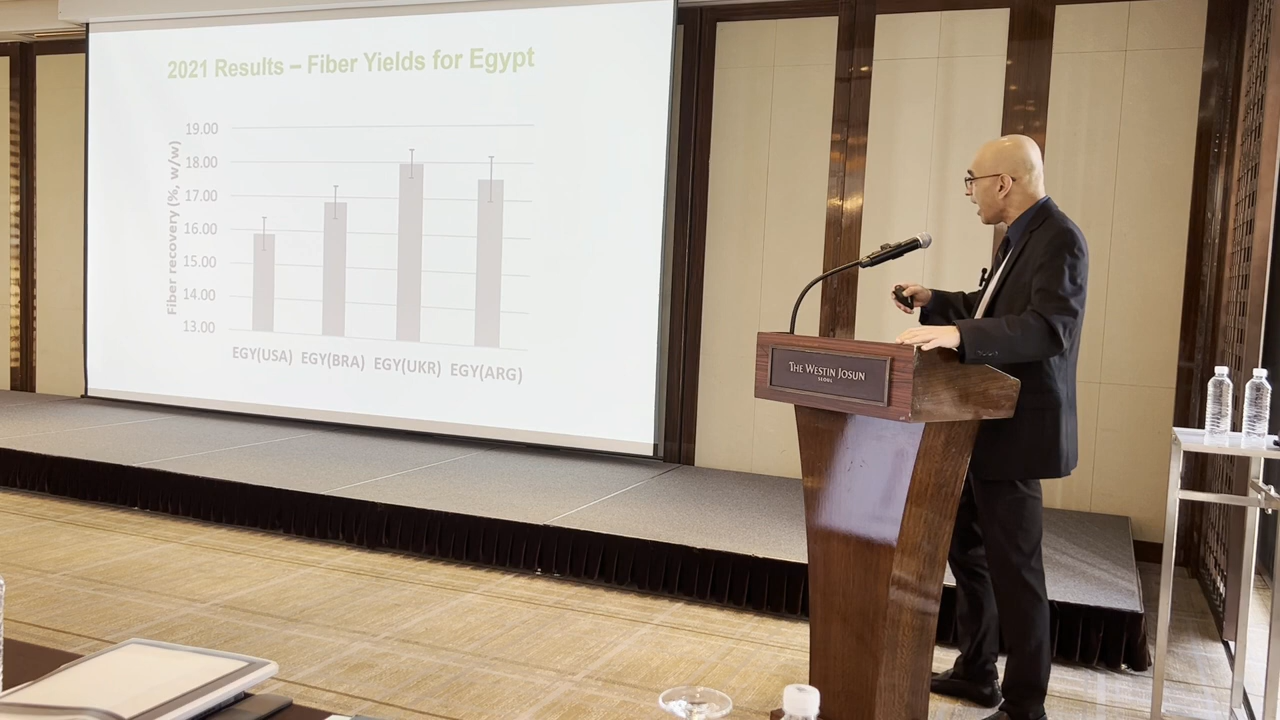 2021 Results – Fiber Yields for Egypt
Fiber recovery (%, w/w)
19.00
18.00
17.00
16.00
15.00
14.00
13.00
EGY(USA) EGY(BRA) EGY(UKR) EGY(ARG)
THE WESTIN JOSUN
SEOUL